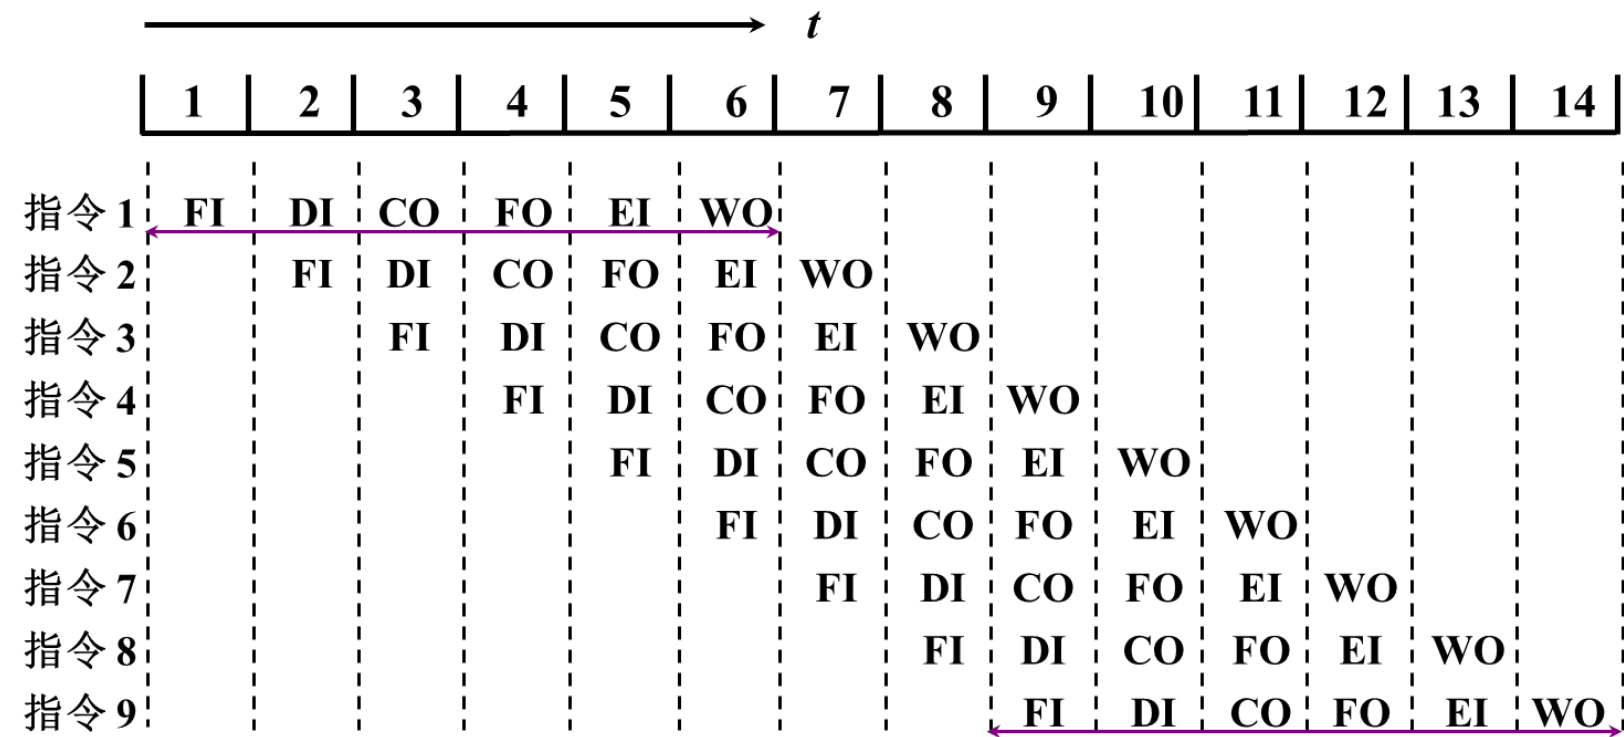 t
1 2 3 4 5 6 7 8 9 10 11 12 13 14
指令 1 FI DI CO FO EI WO
指令 2 FI DI CO FO EI WO
指令 3 FI DI CO FO EI WO
指令 4 FI DI CO FO EI WO
指令 5 FI DI CO FO EI WO
指令 6 FI DI CO FO EI WO
指令 7 FI DI CO FO EI WO
指令 8 FI DI CO FO EI WO
指令 9 FI DI CO FO EI WO